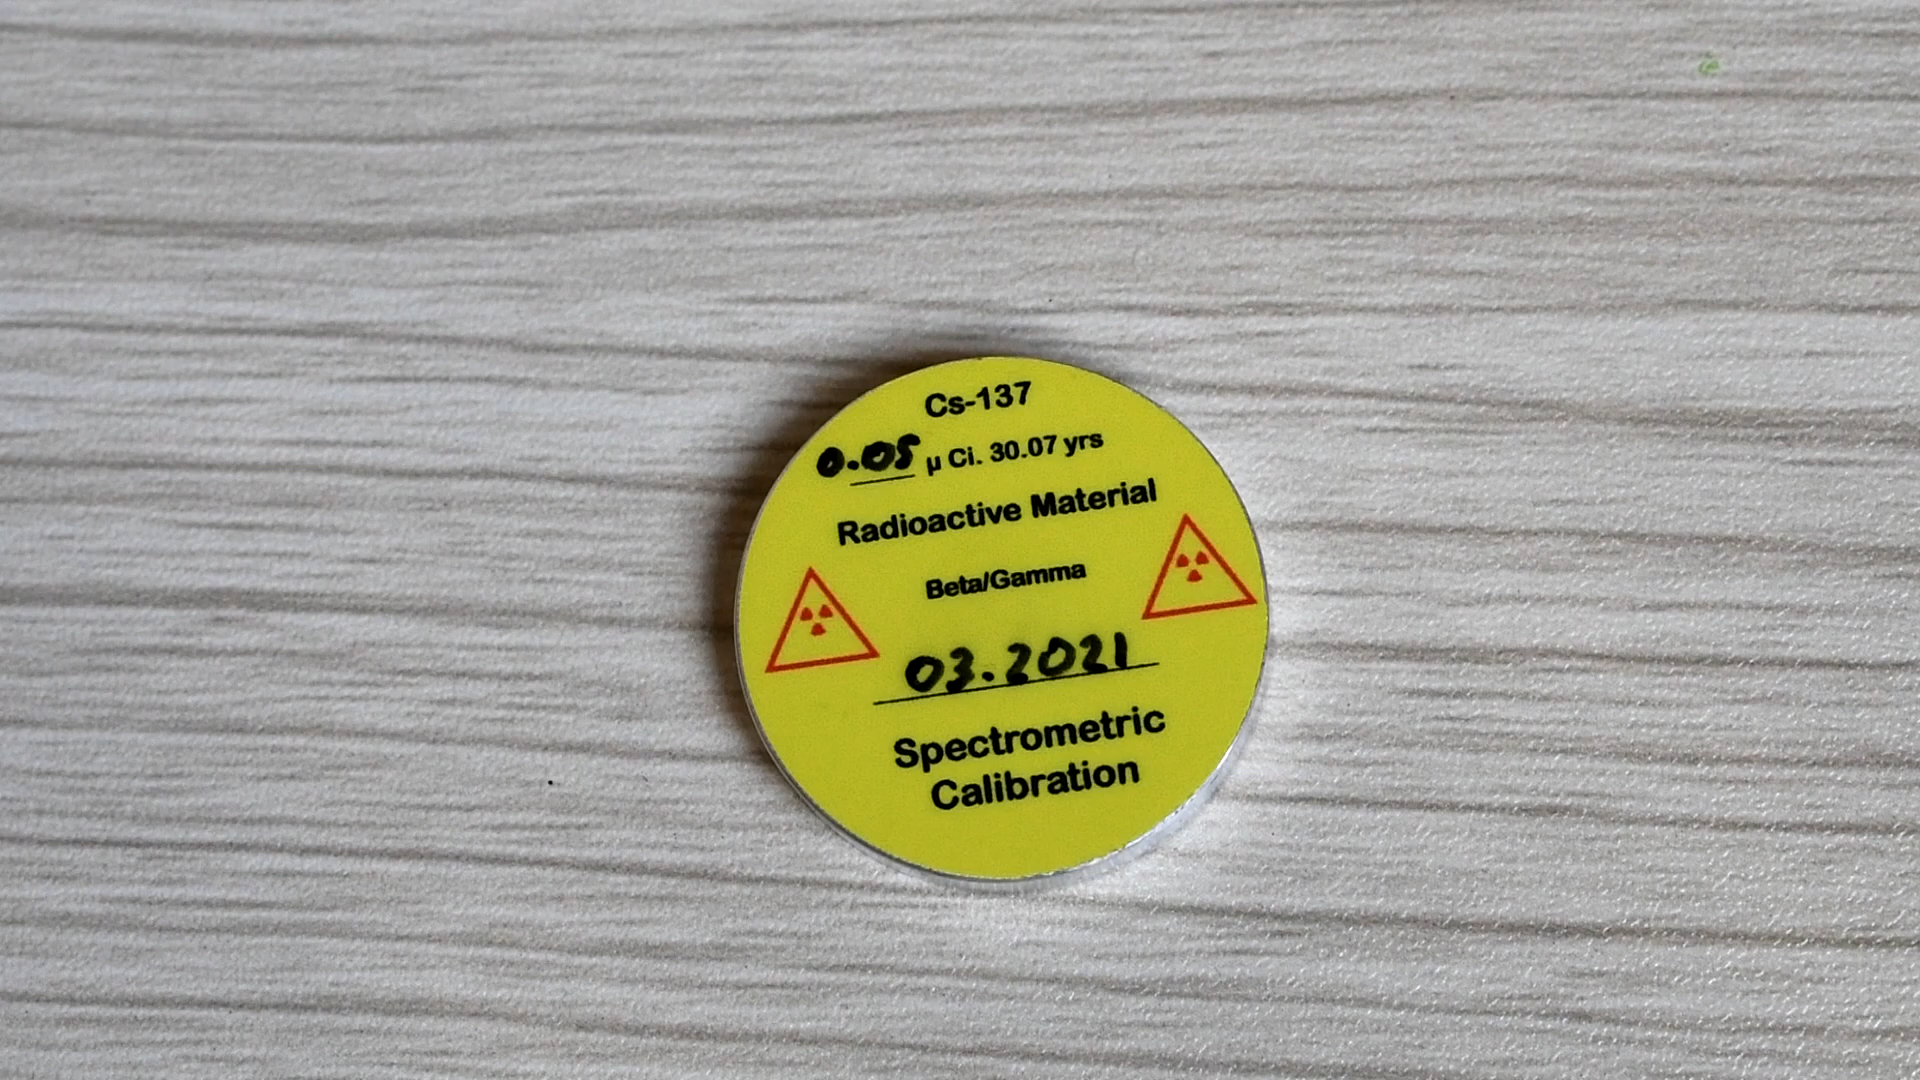 Cs-137
0.05 μ Ci. 30.07 yrs
Radioactive Material
Beta/Gamma
03.2021
Spectrometric
Calibration